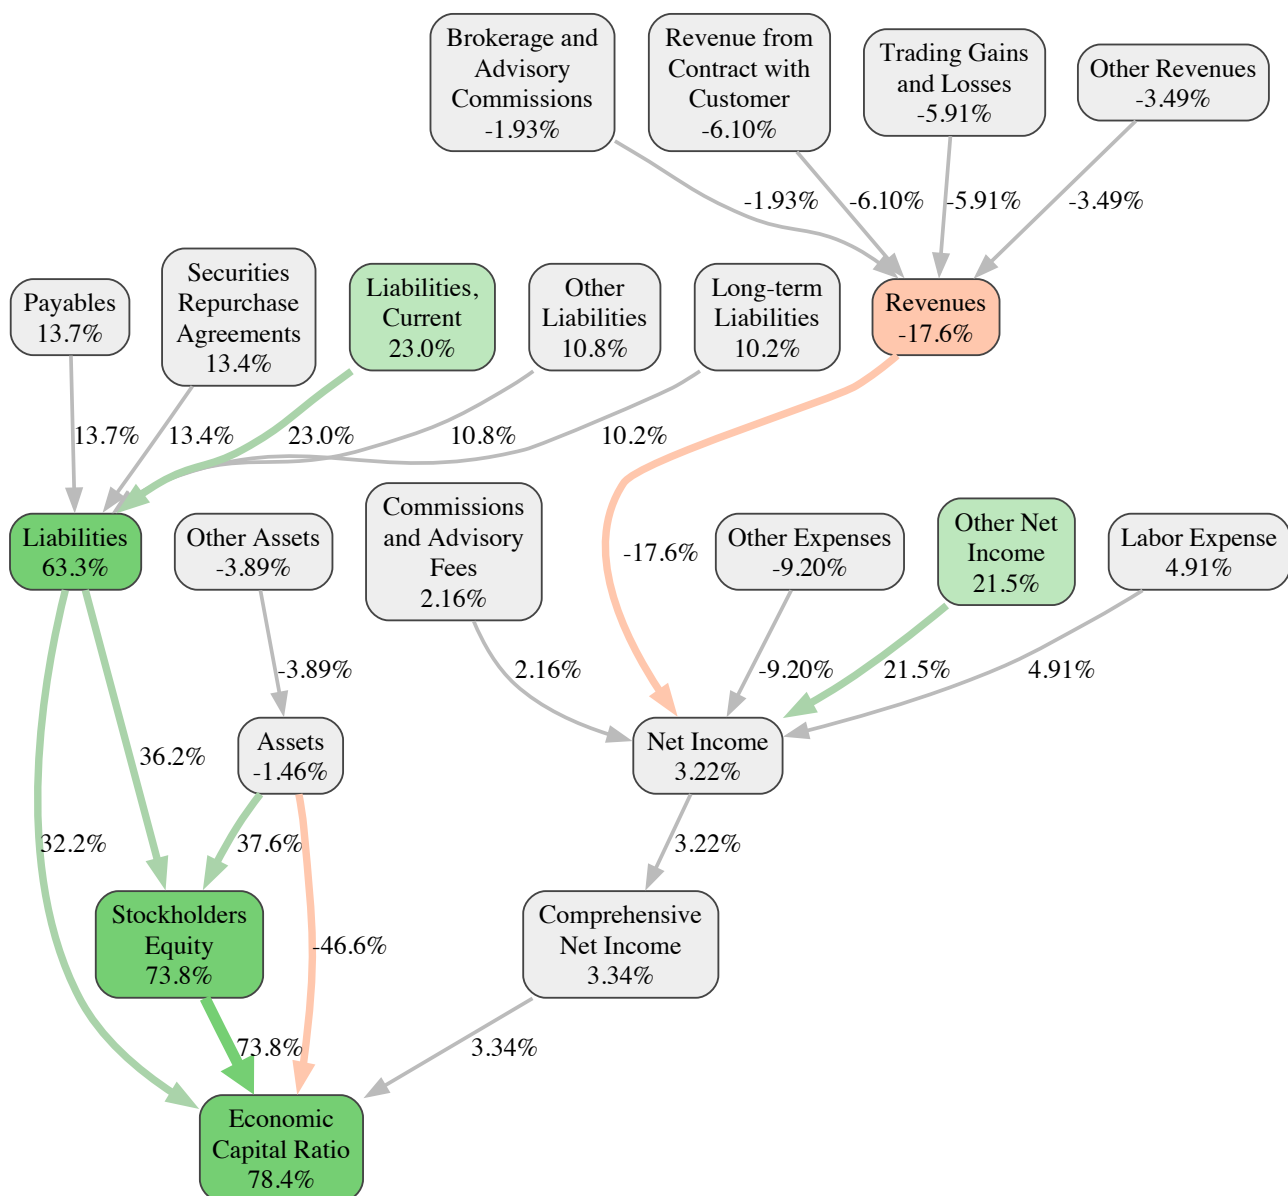 Brokerage and
Advisory
Commissions
-1.93%
Revenue from
Contract with
Customer
-6.10%
Trading Gains
and Losses
-5.91%
Other Revenues
-3.49%
-1.93%
-6.10%
-5.91%
-3.49%
Payables
13.7%
Securities
Repurchase
Agreements
13.4%
Liabilities,
Current
23.0%
Other
Liabilities
10.8%
Long-term
Liabilities
10.2%
Revenues
-17.6%
13.7%
13.4%
23.0%
10.8%
10.2%
Liabilities
63.3%
Other Assets
-3.89%
Commissions
and Advisory
Fees
2.16%
-17.6%
Other Expenses
-9.20%
Other Net
Income
21.5%
Labor Expense
4.91%
-3.89%
2.16%
-9.20%
21.5%
4.91%
36.2%
Assets
-1.46%
Net Income
3.22%
32.2%
37.6%
3.22%
Stockholders
Equity
73.8%
-46.6%
Comprehensive
Net Income
3.34%
73.8%
3.34%
Economic
Capital Ratio
78.4%